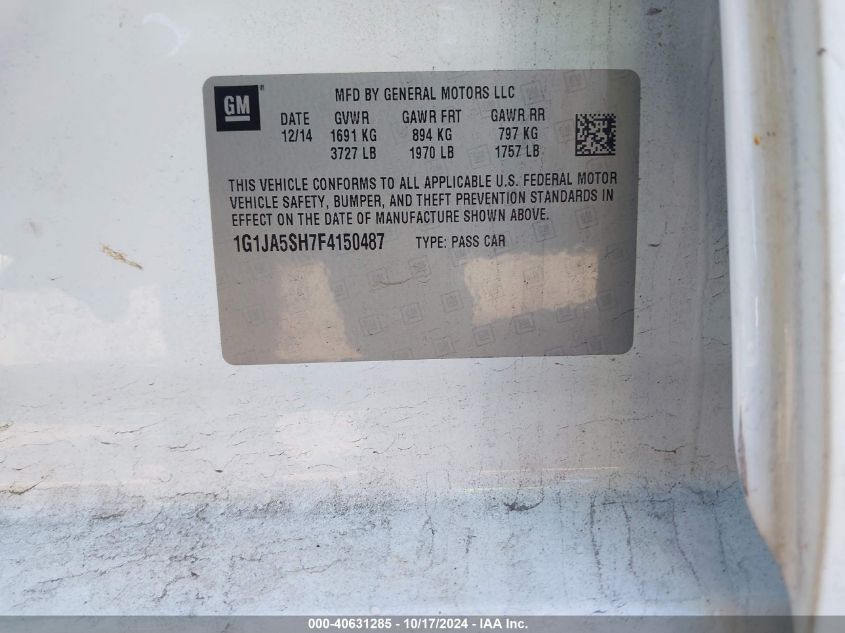 GM
MFD BY GENERAL MOTORS LLC
DATE GVWR GAWR FRT GAWR RR
12/14 1691 KG 894 KG 797 KG
3727 LB 1970 LB 1757 LB
THIS VEHICLE CONFORMS TO ALL APPLICABLE U.S. FEDERAL MOTOR
VEHICLE SAFETY, BUMPER, AND THEFT PREVENTION STANDARDS IN
EFFECT ON THE DATE OF MANUFACTURE SHOWN ABOVE.
1G1JA5SH7F4150487 TYPE: PASS CAR
000-40631285 - 10/17/2024 - IAA Inc.